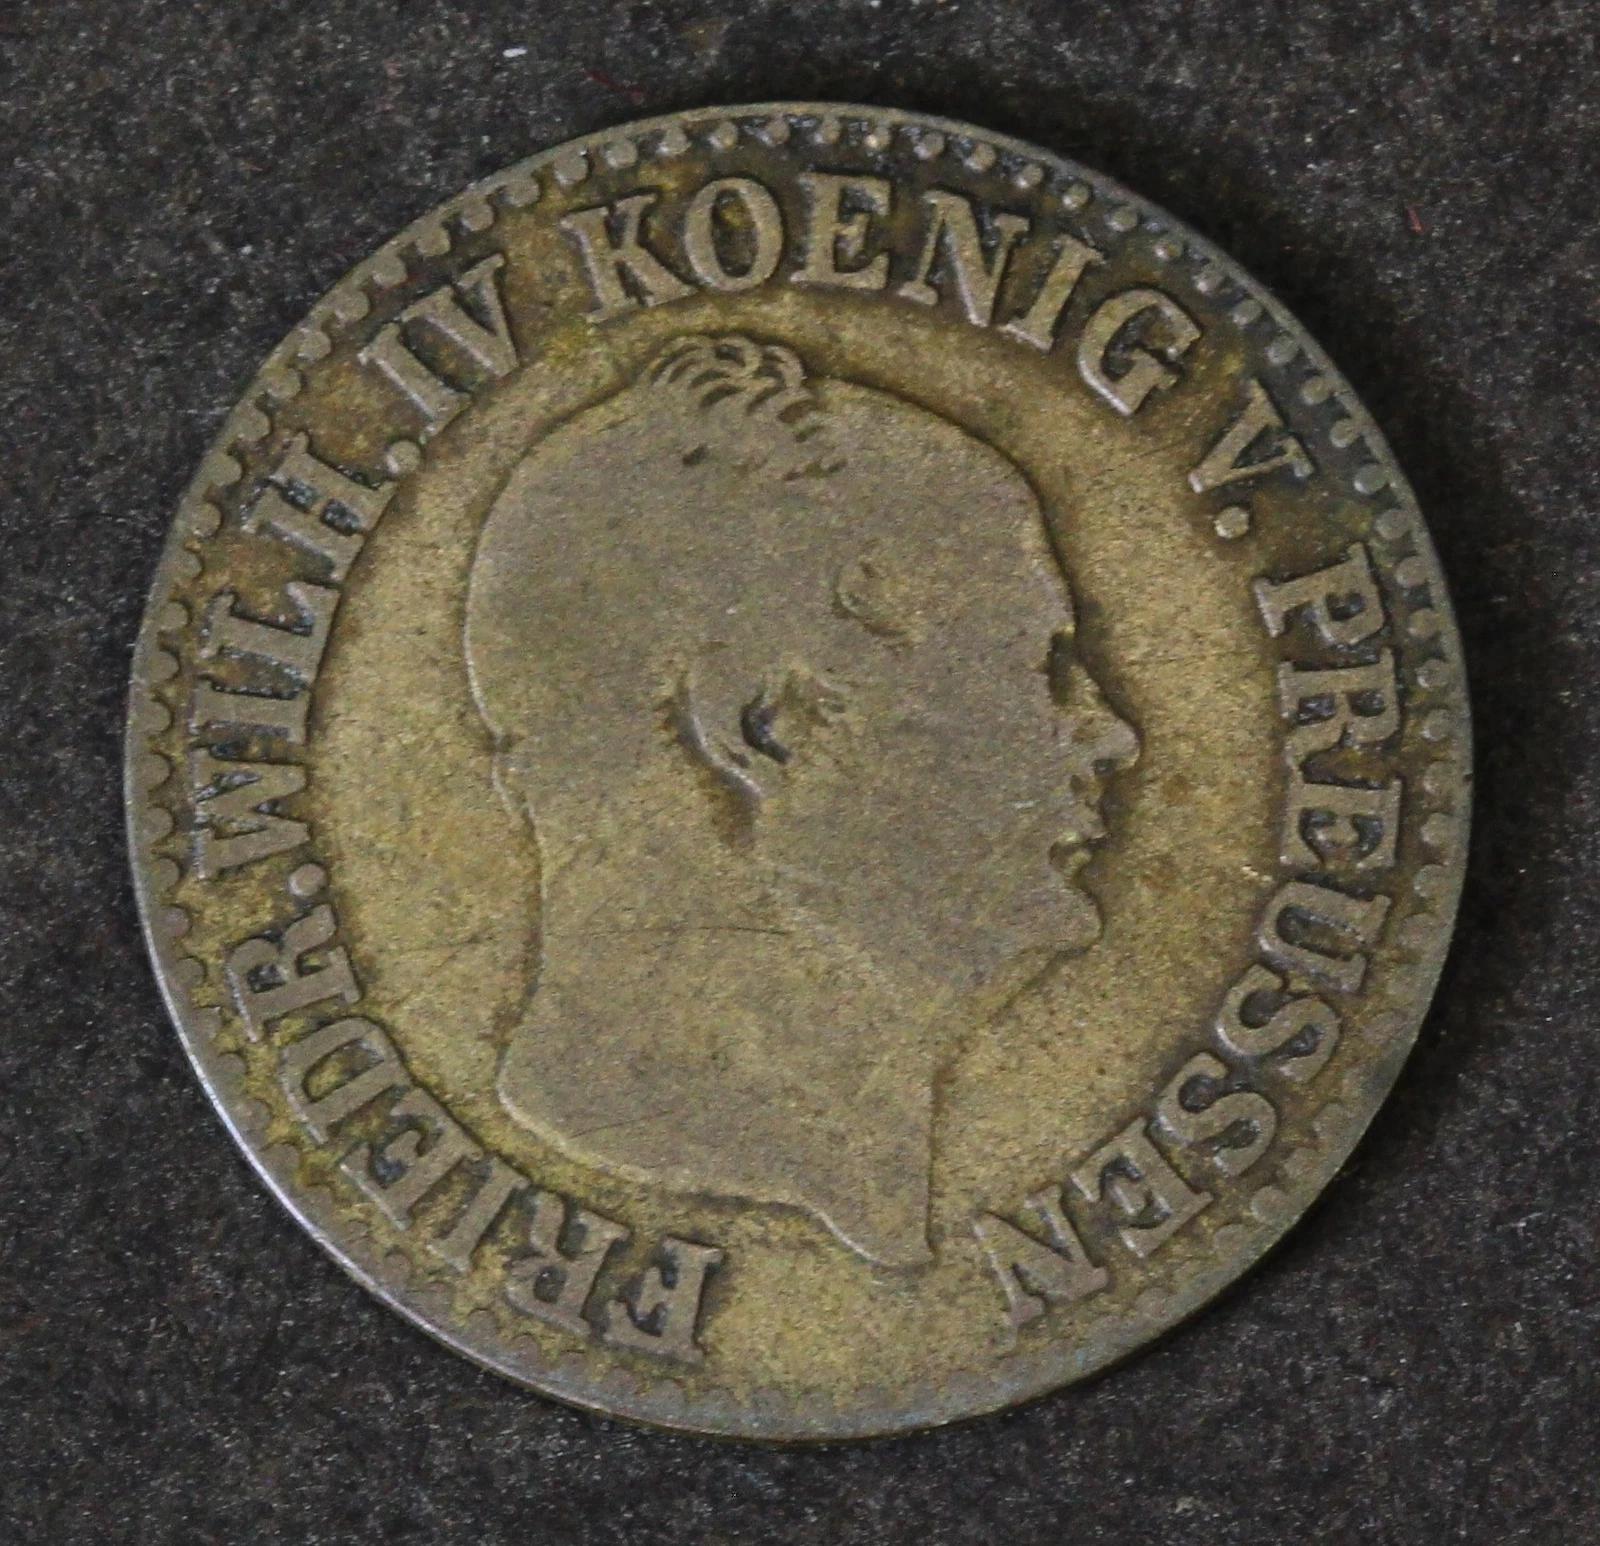 FRIEDR. WILH. IV KOENIG V. PREUSSEN